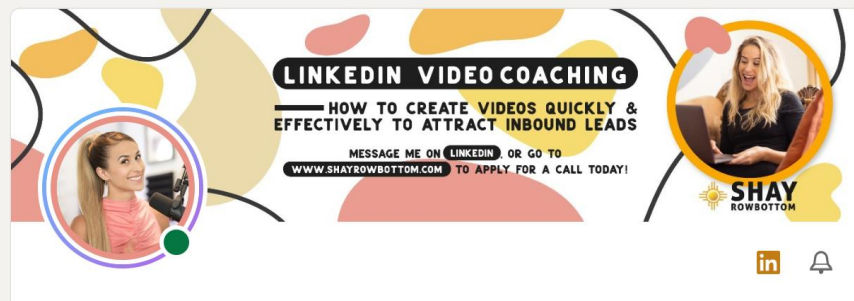 LINKEDIN VIDEO COACHING
HOW TO CREATE VIDEOS QUICKLY &
EFFECTIVELY TO ATTRACT INBOUND LEADS
MESSAGE ME ON LINKEDIN, OR GO TO
WWW.SHAYROWBOTTOM.COM TO APPLY FOR A CALL TODAY!
SHAY
ROWBOTTOM
in